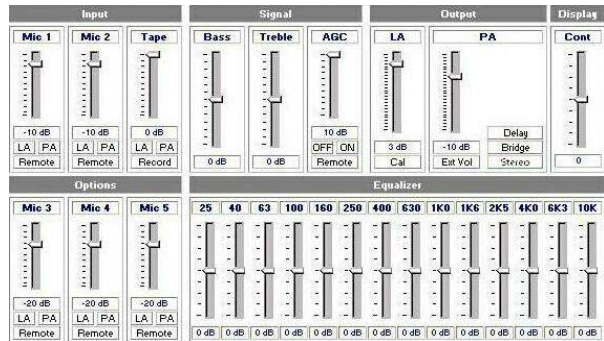 Input Signal Output Display
Mic 1 Mic 2 Tape Bass Treble AGC LA PA Cont
-10 dB -10 dB 0 dB 10 dB 3 dB -10 dB Delay
LA PA LA PA LA PA OFF ON Bridge
Remote Remote Record 0 dB 0 dB Remote Cal Ext Vol Stereo 0
Options Equalizer
Mic 3 Mic 4 Mic 5 25 40 63 100 160 250 400 630 1K0 1K6 2K5 4K0 6K3 10K
-20 dB -20 dB -20 dB
LA PA LA PA LA PA
Remote Remote Remote 0 dB 0 dB 0 dB 0 dB 0 dB 0 dB 0 dB 0 dB 0 dB 0 dB 0 dB 0 dB 0 dB 0 dB